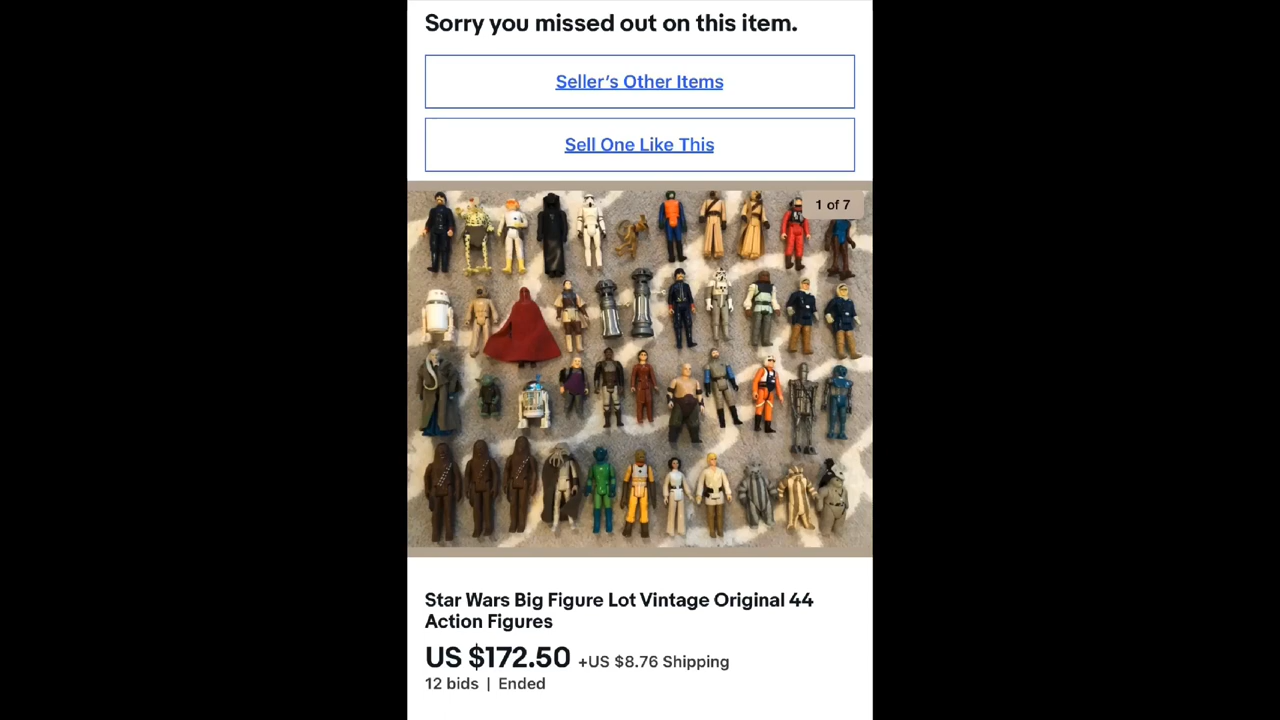 Sorry you missed out on this item.
Seller's Other Items
Sell One Like This
1 of 7
Star Wars Big Figure Lot Vintage Original 44
Action Figures
US $172.50 +US $8.76 Shipping
12 bids | Ended